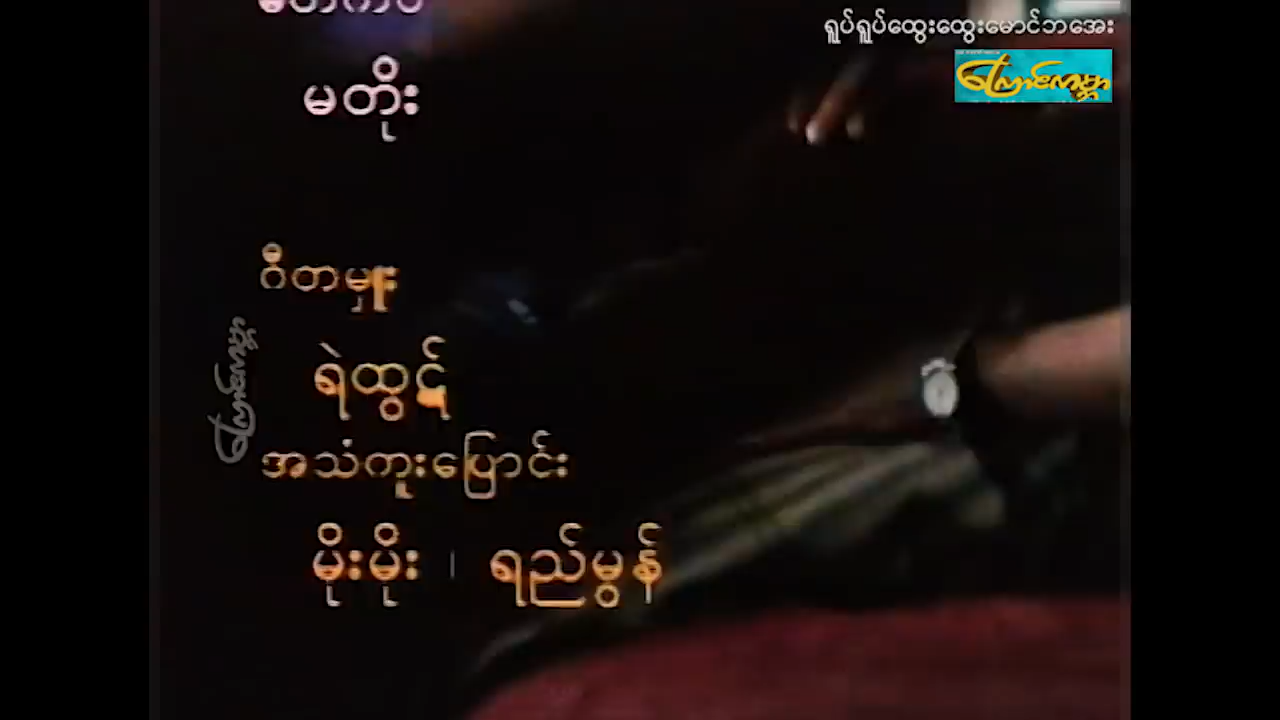 ရှုပ်ရှုပ်ထွေးထွေးမောင်ဘအေး
မတိုး
ဂီတမှူး
ရဲထွဋ်
အသံကူးပြောင်း
မိုးမိုး ၊ ရည်မွန်